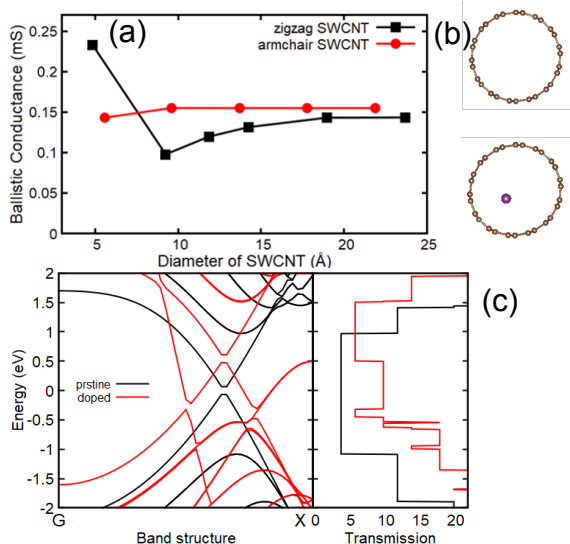 (a)
zigzag SWCNT
armchair SWCNT
(b)
Ballistic Conductance (mS)
0.25
0.2
0.15
0.1
0.05
0
5 10 15 20 25
Diameter of SWCNT (Å)
(c)
Energy (eV)
2
1.5
1
0.5
0
-0.5
-1
-1.5
-2
prstine
doped
G X
Band structure
0 5 10 15 20
Transmission